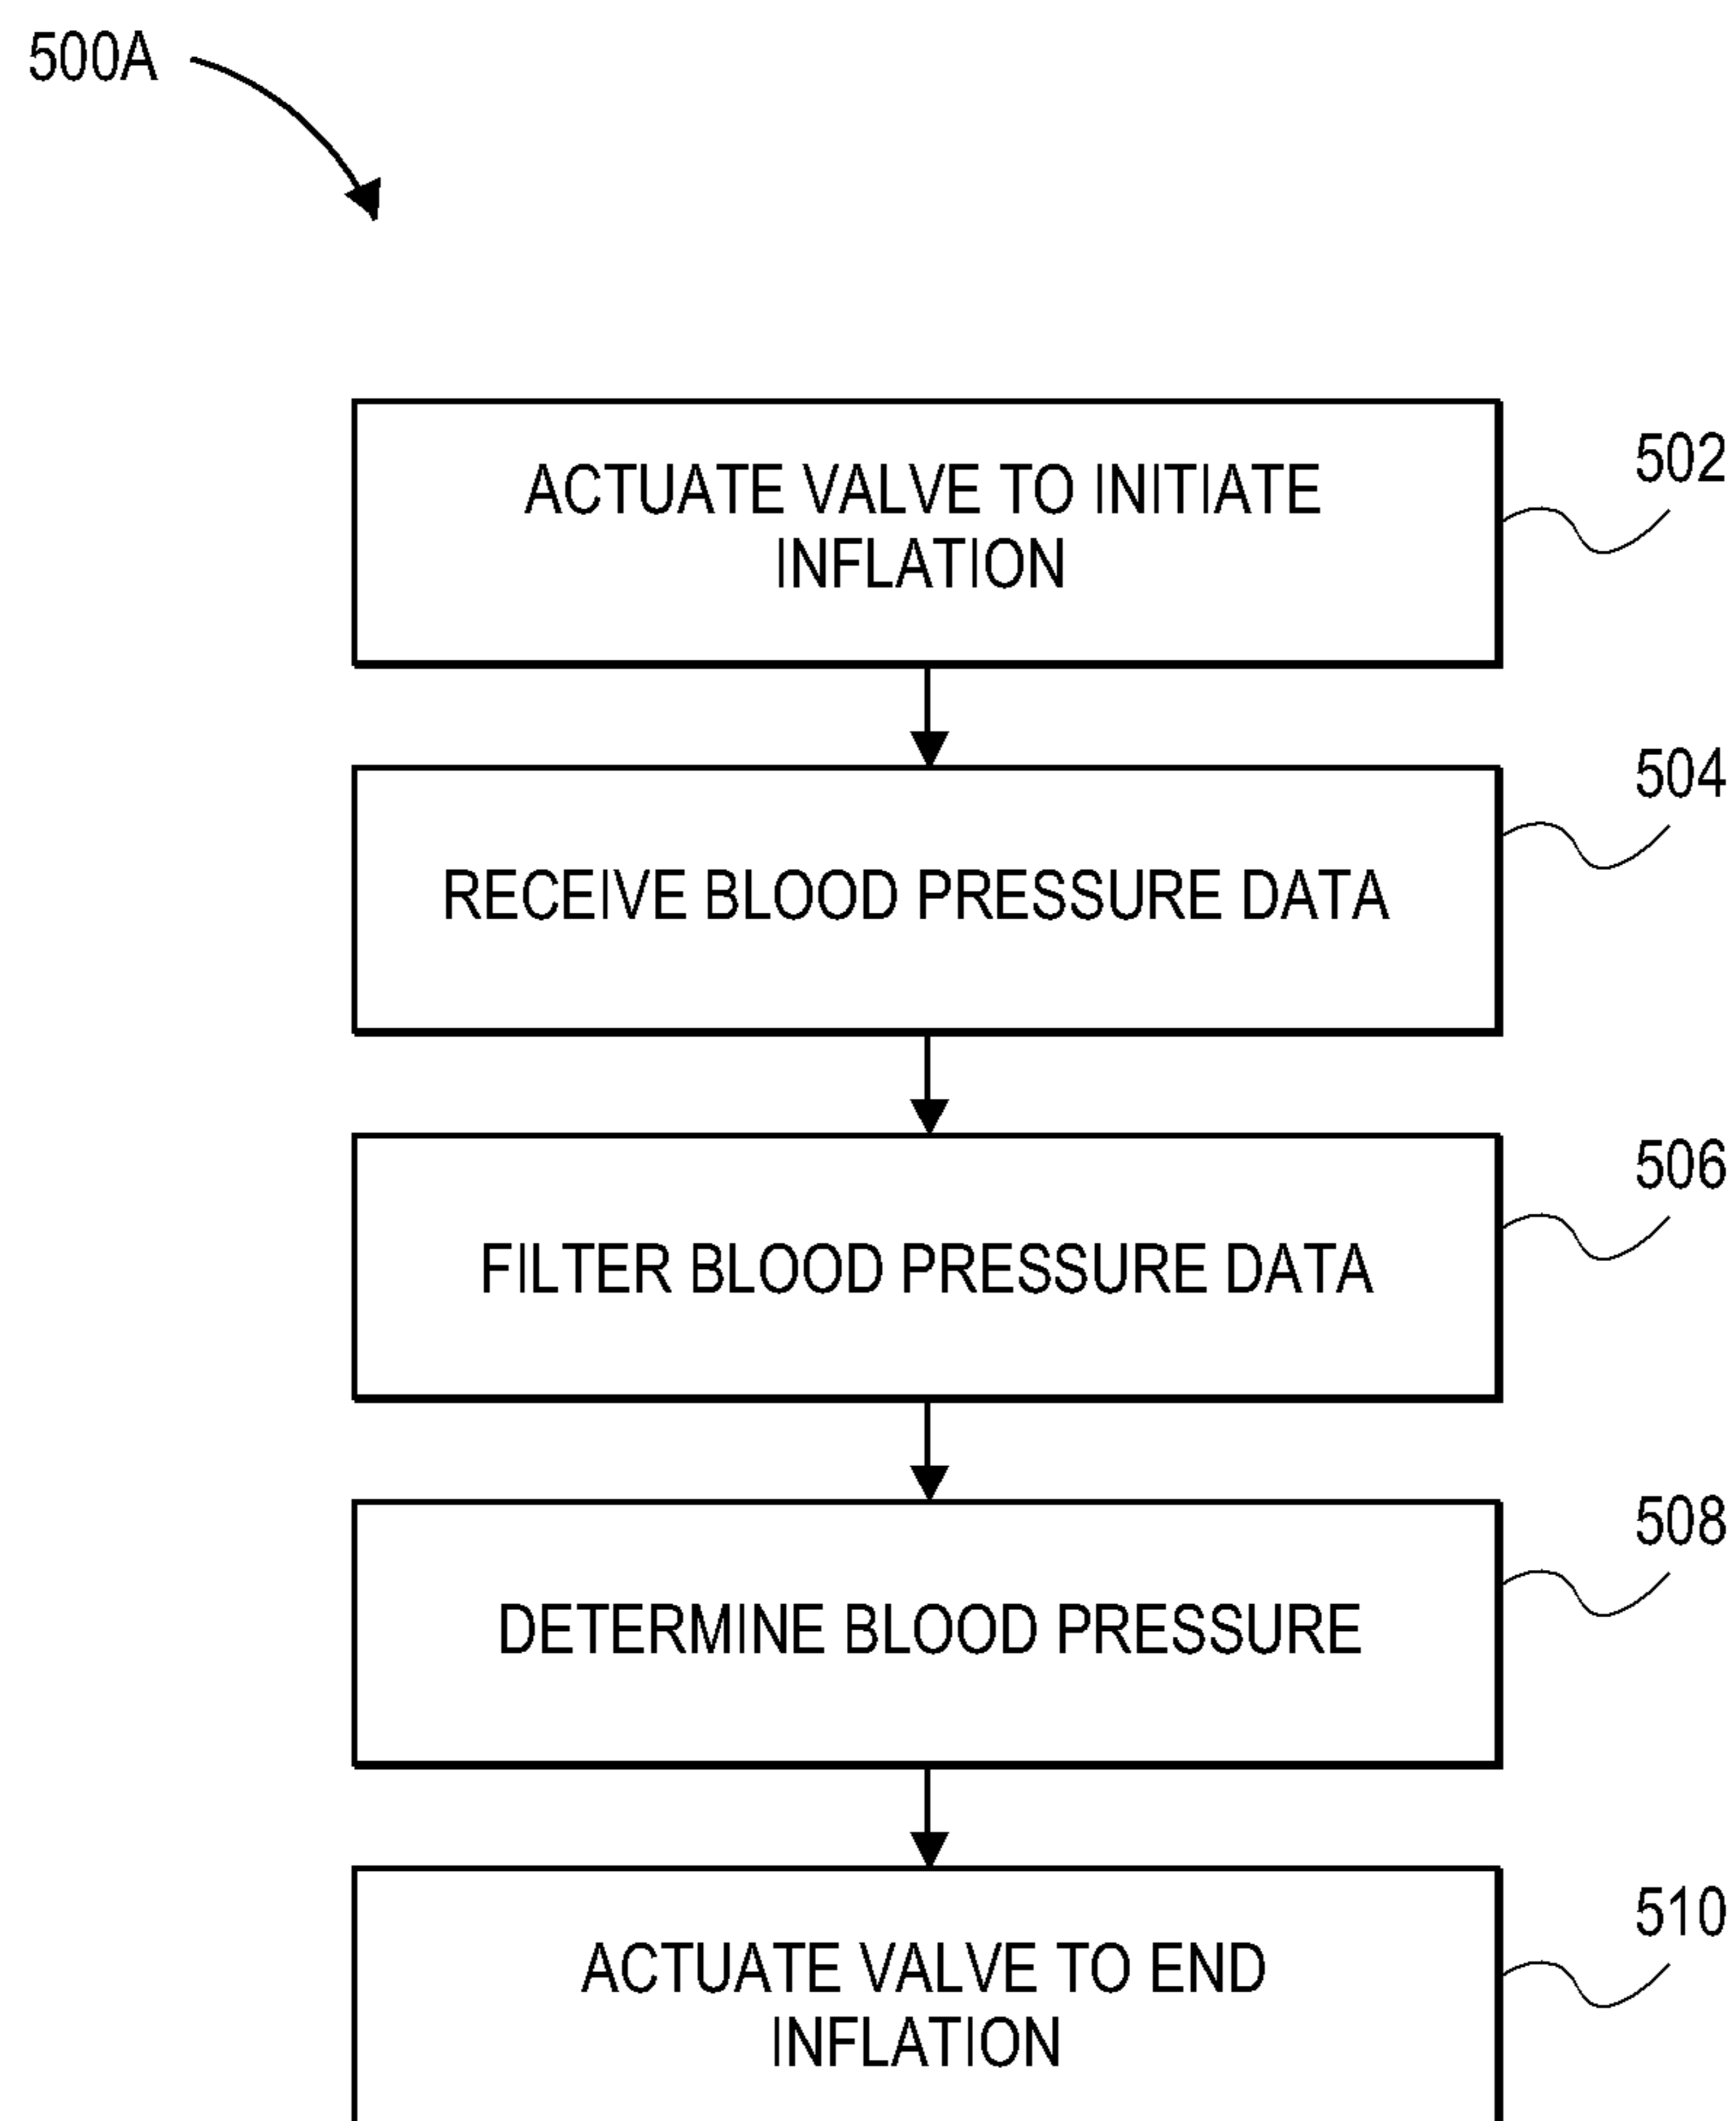 500A
ACTUATE VALVE TO INITIATE
INFLATION
502
RECEIVE BLOOD PRESSURE DATA
504
FILTER BLOOD PRESSURE DATA
506
DETERMINE BLOOD PRESSURE
508
ACTUATE VALVE TO END
INFLATION
510